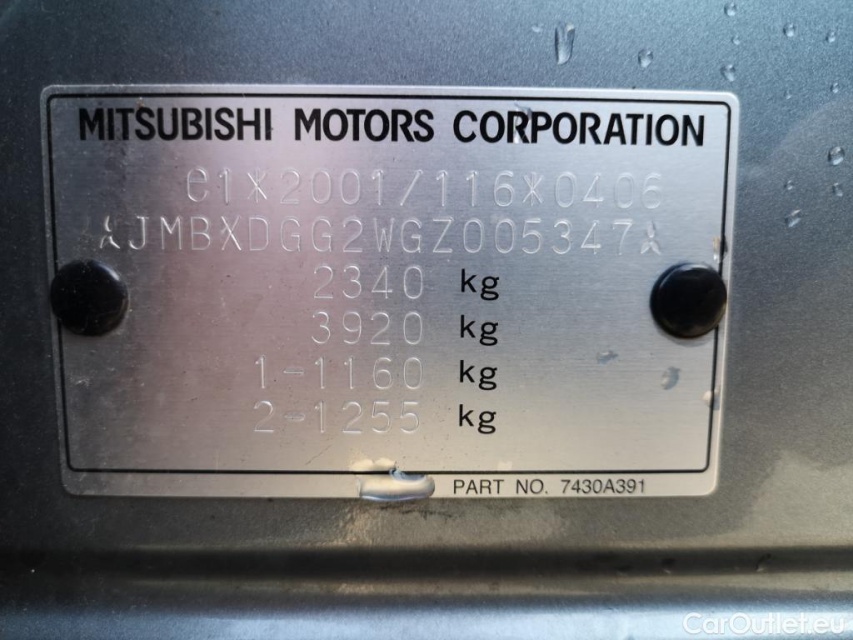 MITSUBISHI MOTORS CORPORATION
e1*2001/116*0406
JMBXDGG2WGZ005347
2340 kg
3920 kg
1-1160 kg
2-1255 kg
PART NO. 7430A391
CarOutlet.eu